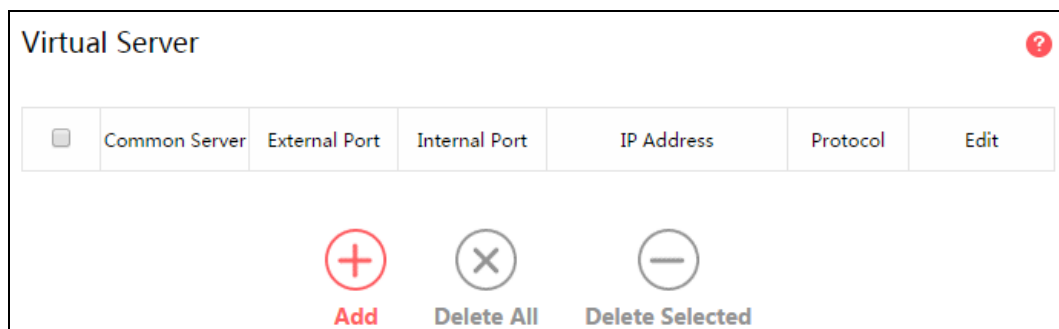 Virtual Server
?
Common Server External Port Internal Port IP Address Protocol Edit
Add Delete All Delete Selected